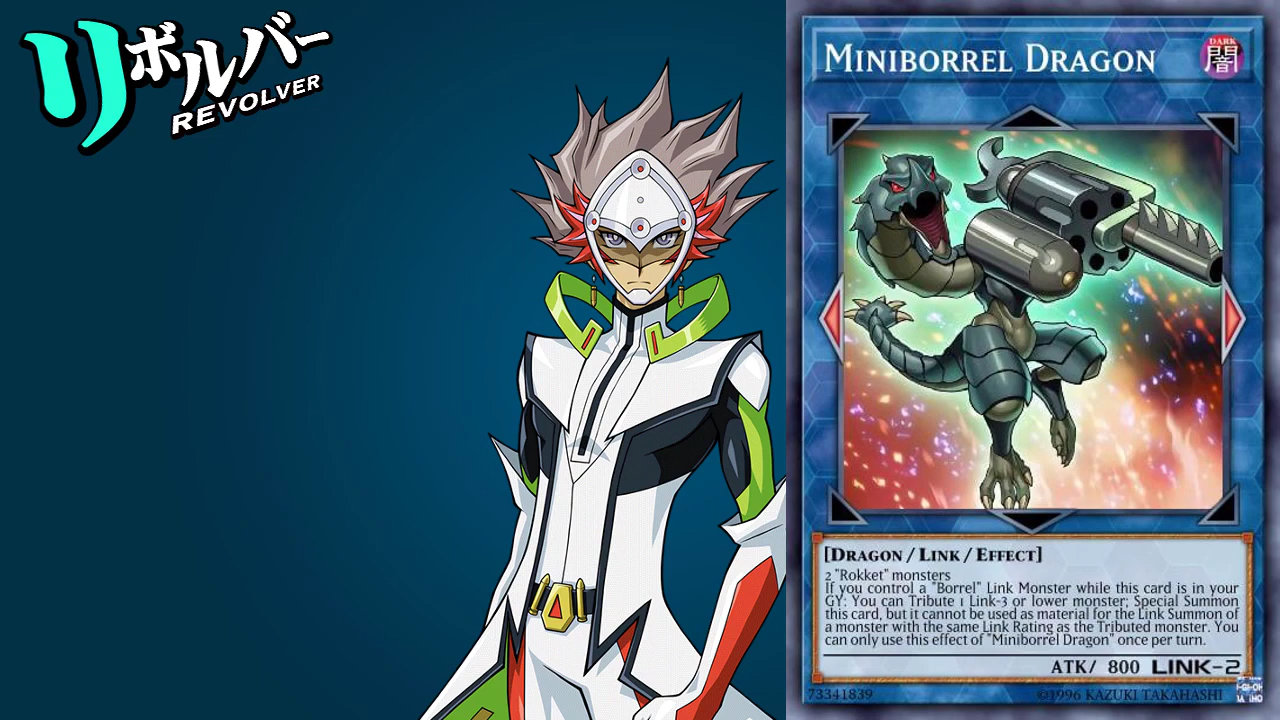 リボルバー
REVOLVER
MINIBORREL DRAGON
DARK
闇
[DRAGON / LINK / EFFECT]
2 "Rokket" monsters
If you control a "Borrel" Link Monster while this card is in your
GY: You can Tribute 1 Link-3 or lower monster; Special Summon
this card, but it cannot be used as material for the Link Summon of
a monster with the same Link Rating as the Tributed monster. You
can only use this effect of "Miniborrel Dragon" once per turn.
ATK/ 800 LINK-2
73341839
©1996 KAZUKI TAKAHASHI